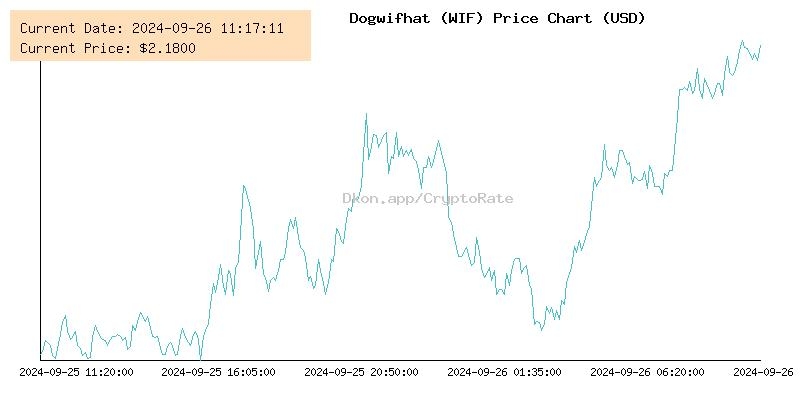 Dogwifhat (WIF) Price Chart (USD)
Current Date: 2024-09-26 11:17:11
Current Price: $2.1800
Dkon.app/CryptoRate
2024-09-25 11:20:00 2024-09-25 16:05:00 2024-09-25 20:50:00 2024-09-26 01:35:00 2024-09-26 06:20:00 2024-09-26